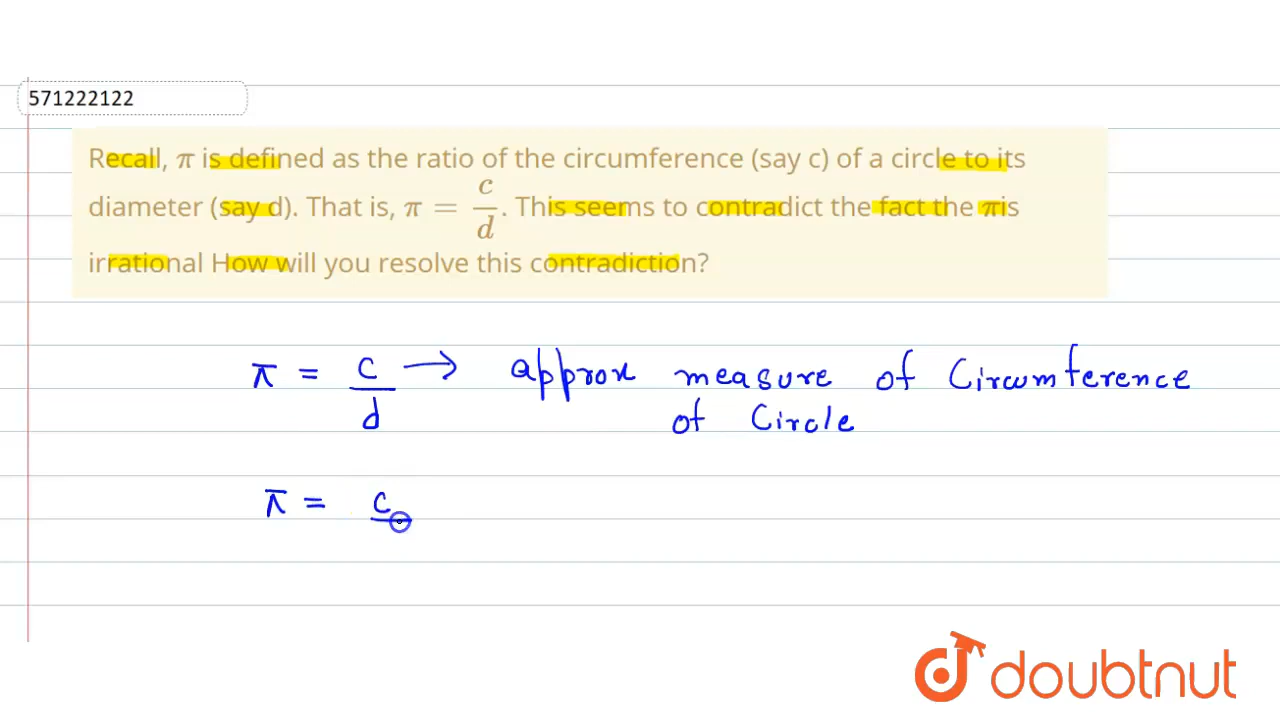 571222122
Recall, π is defined as the ratio of the circumference (say c) of a circle to its
diameter (say d). That is, π = c/d. This seems to contradict the fact the π is
irrational How will you resolve this contradiction?
π = c/d → approx measure of Circumference
of Circle
π = c
doubtnut